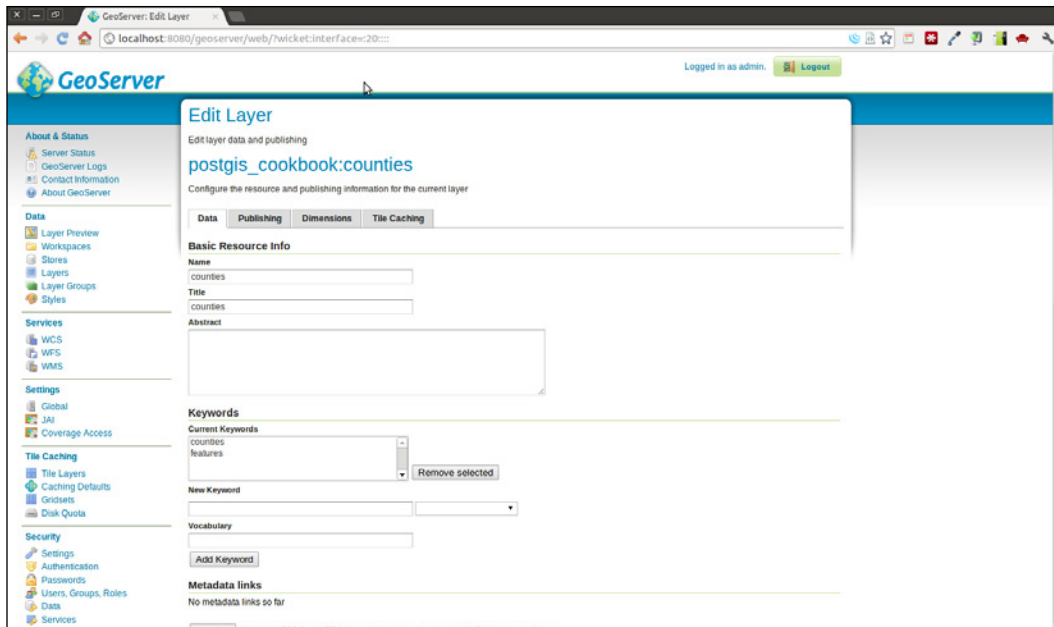 GeoServer: Edit Layer
localhost:8080/geoserver/web/?wicket:interface=:20::::
GeoServer
Logged in as admin.
Logout
Edit Layer
Edit layer data and publishing
postgis_cookbook:counties
Configure the resource and publishing information for the current layer
Data Publishing Dimensions Tile Caching
Basic Resource Info
Name
counties
Title
counties
Abstract
Keywords
Current Keywords
counties
features
Remove selected
New Keyword
Vocabulary
Add Keyword
Metadata links
No metadata links so far
About & Status
Server Status
GeoServer Logs
Contact Information
About GeoServer
Data
Layer Preview
Workspaces
Stores
Layers
Layer Groups
Styles
Services
WCS
WFS
WMS
Settings
Global
JAI
Coverage Access
Tile Caching
Tile Layers
Caching Defaults
Gridsets
Disk Quota
Security
Settings
Authentication
Passwords
Users, Groups, Roles
Data
Services